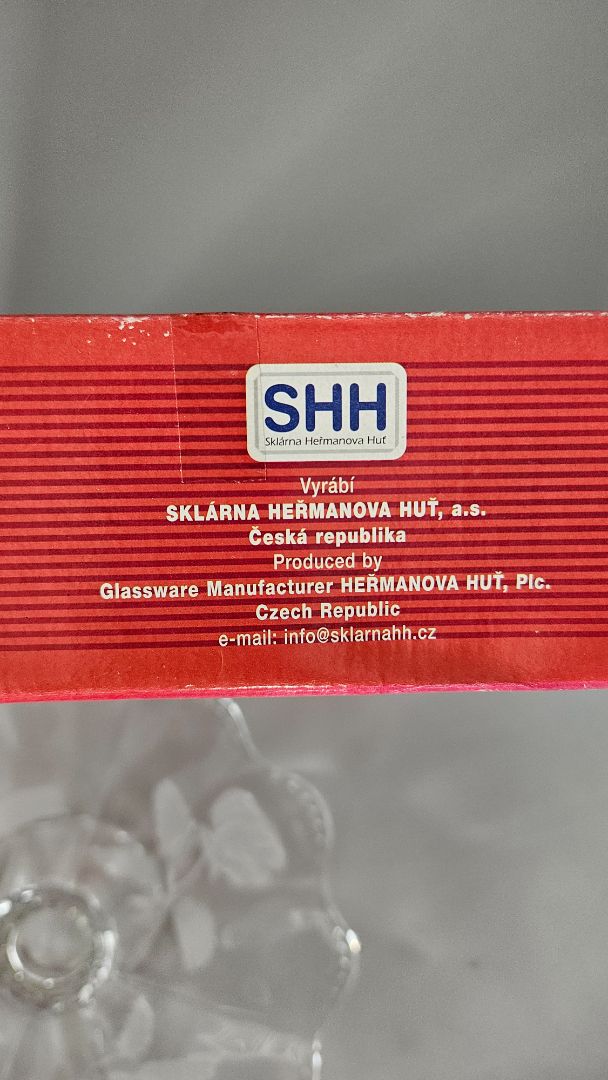 SHH
Sklárna Heřmanova Huť
Vyrábí
SKLÁRNA HEŘMANOVA HUŤ, a.s.
Česká republika
Produced by
Glassware Manufacturer HEŘMANOVA HUŤ, Plc.
Czech Republic
e-mail: info@sklarnahh.cz